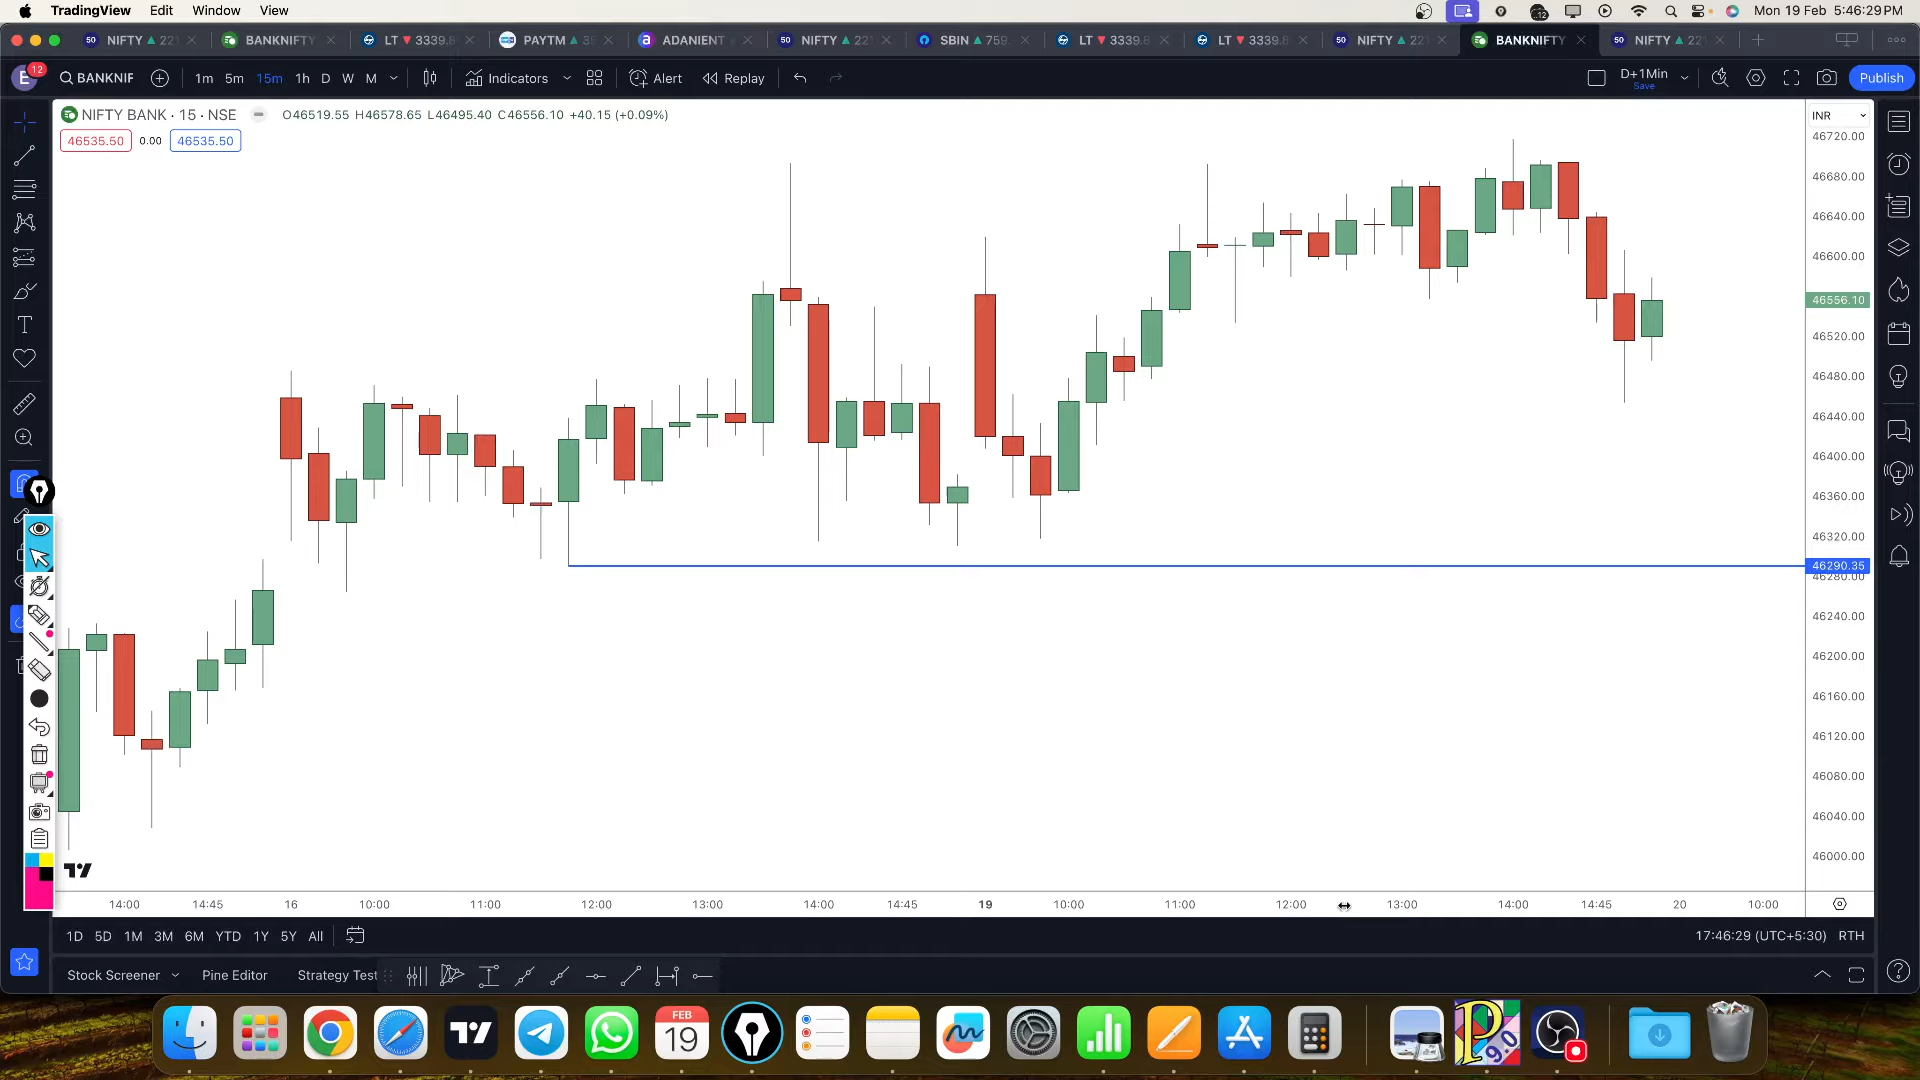 TradingView Edit Window View Mon 19 Feb 5:46:29 PM
NIFTY BANKNIFTY LT 3339.8 PAYTM ADANIENT NIFTY SBIN 759. LT 3339.8 LT 3339.8 NIFTY BANKNIFTY NIFTY
E 12 BANKNIF 1m 5m 15m 1h D W M Indicators Alert Replay D+1Min Save Publish
NIFTY BANK · 15 · NSE O46519.55 H46578.65 L46495.40 C46556.10 +40.15 (+0.09%) INR
46535.50 0.00 46535.50
46720.00
46680.00
46640.00
46600.00
46556.10
46520.00
46480.00
46440.00
46400.00
46360.00
46320.00
46290.35
46280.00
46240.00
46200.00
46160.00
46120.00
46080.00
46040.00
46000.00
14:00 14:45 16 10:00 11:00 12:00 13:00 14:00 14:45 19 10:00 11:00 12:00 13:00 14:00 14:45 20 10:00
1D 5D 1M 3M 6M YTD 1Y 5Y All 17:46:29 (UTC+5:30) RTH
Stock Screener Pine Editor Strategy Test
FEB
19
P 9.0